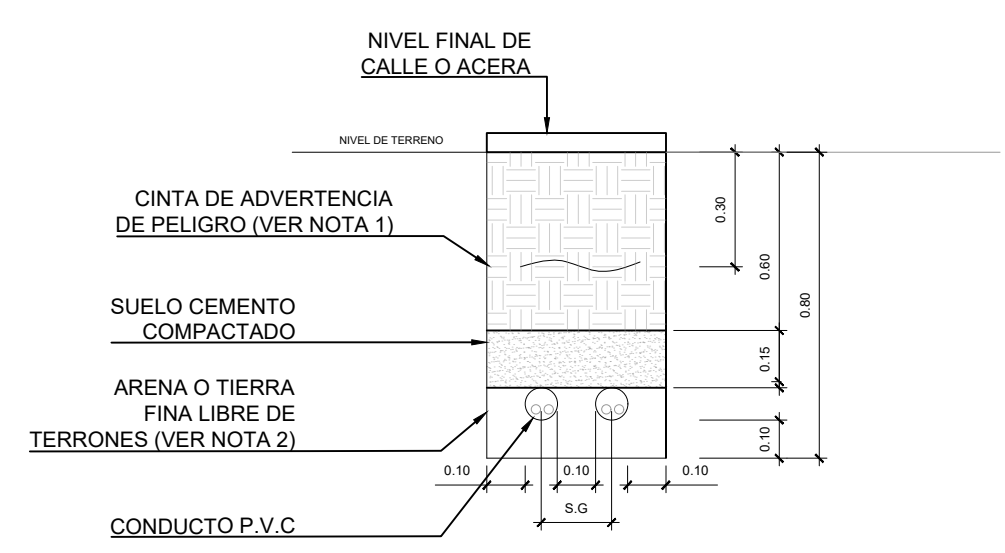 NIVEL FINAL DE
CALLE O ACERA
NIVEL DE TERRENO
CINTA DE ADVERTENCIA
DE PELIGRO (VER NOTA 1)
SUELO CEMENTO
COMPACTADO
ARENA O TIERRA
FINA LIBRE DE
TERRONES (VER NOTA 2)
CONDUCTO P.V.C
0.30
0.60
0.80
0.15
0.10
0.10
0.10
0.10
S.G